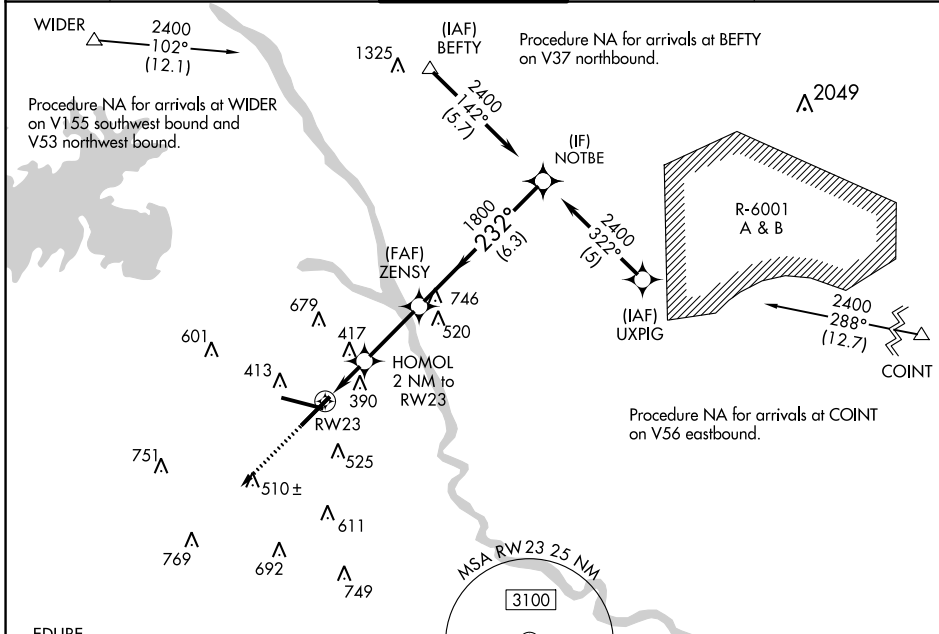 WIDER
2400
102°
(12.1)
Procedure NA for arrivals at WIDER
on V155 southwest bound and
V53 northwest bound.
1325
(IAF)
BEFTY
2400
142°
(5.7)
Procedure NA for arrivals at BEFTY
on V37 northbound.
2049
(IF)
NOTBE
R-6001
A & B
2400
322°
(5)
(IAF)
UXPIG
1800
232°
(6.3)
(FAF)
ZENSY
746
520
2400
288°
(12.7)
COINT
679
417
601
413
HOMOL
2 NM to
RW23
390
RW23
Procedure NA for arrivals at COINT
on V56 eastbound.
525
751
510 ±
611
769
692
749
MSA RW 23 25 NM
3100